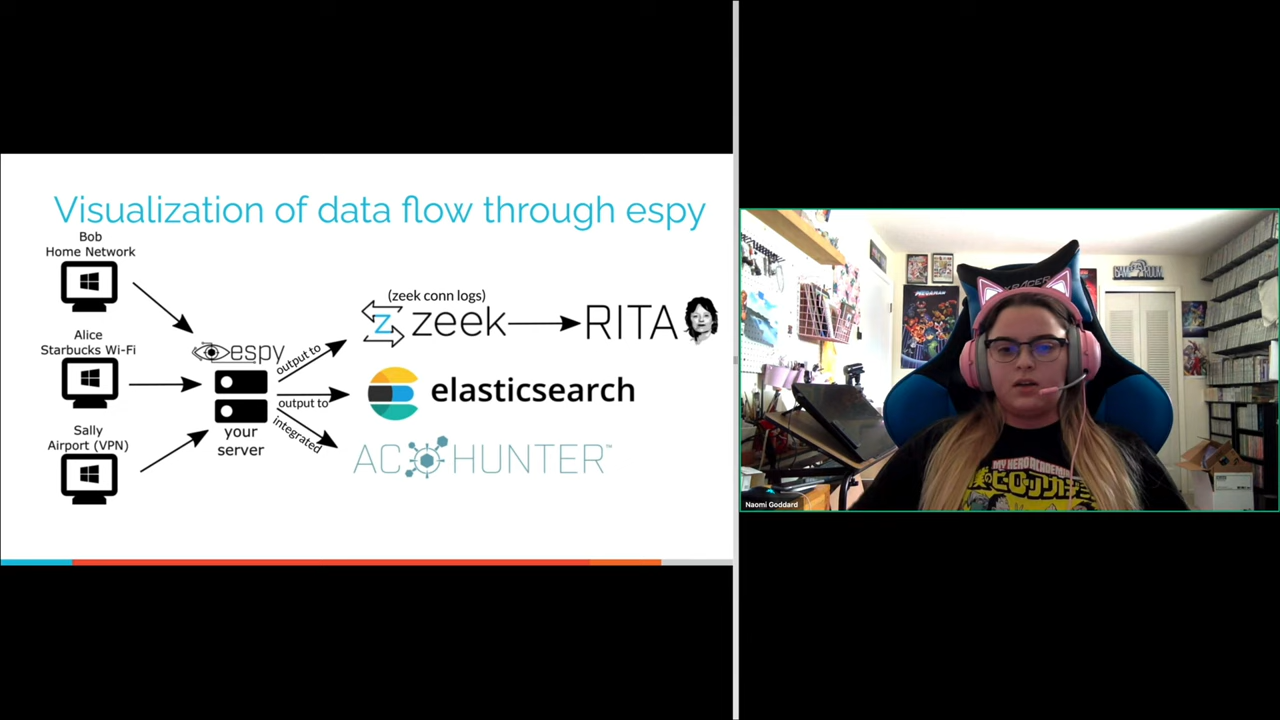 Visualization of data flow through espy
Bob
Home Network
Alice
Starbucks Wi-Fi
Sally
Airport (VPN)
espy
your
server
output to
output to
integrated
(zeek conn logs)
zeek
RITA
elasticsearch
AC HUNTER™
MY HERO ACADEMIA
Naomi Goddard